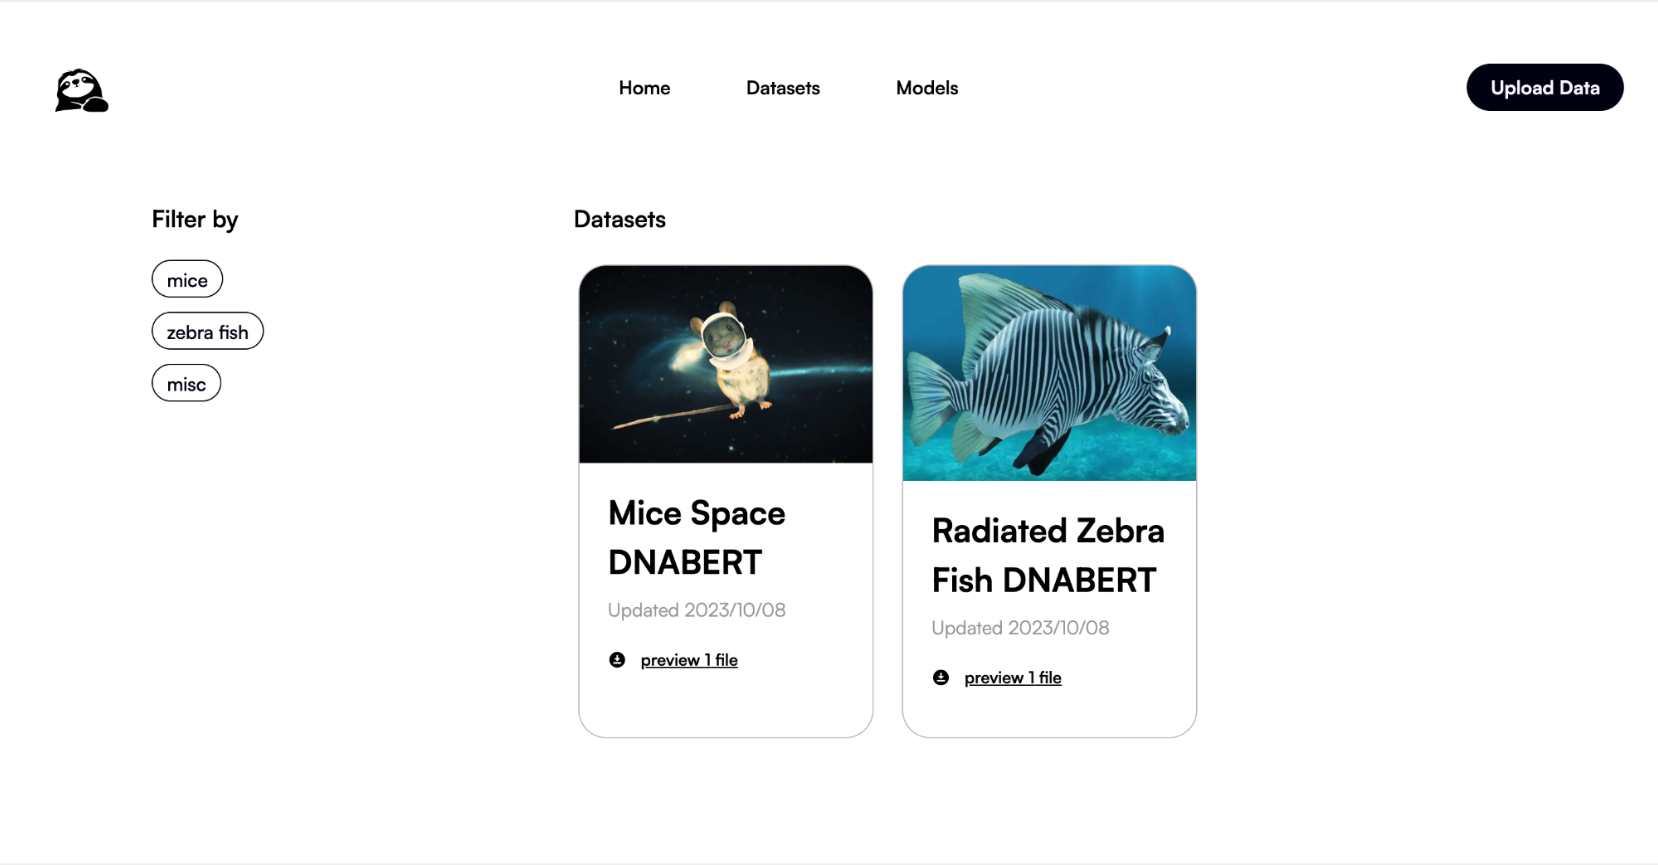 Home
Datasets
Models
Upload Data
Filter by
mice
zebra fish
misc
Datasets
Mice Space
DNABERT
Updated 2023/10/08
preview 1 file
Radiated Zebra
Fish DNABERT
Updated 2023/10/08
preview 1 file